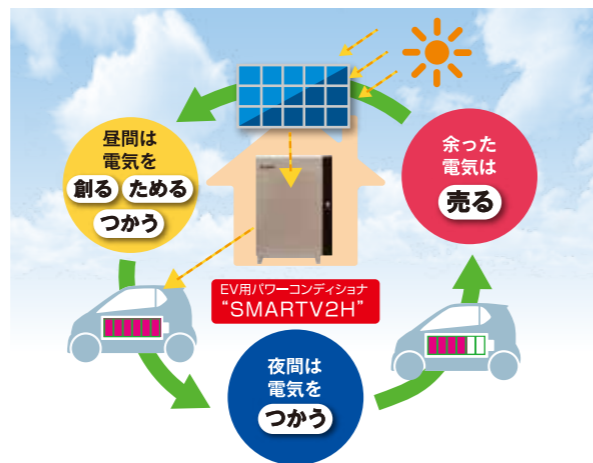 昼間は
電気を
創る ためる
つかう
余った
電気は
売る
EV用パワーコンディショナ
“SMARTV2H”
夜間は
電気を
つかう